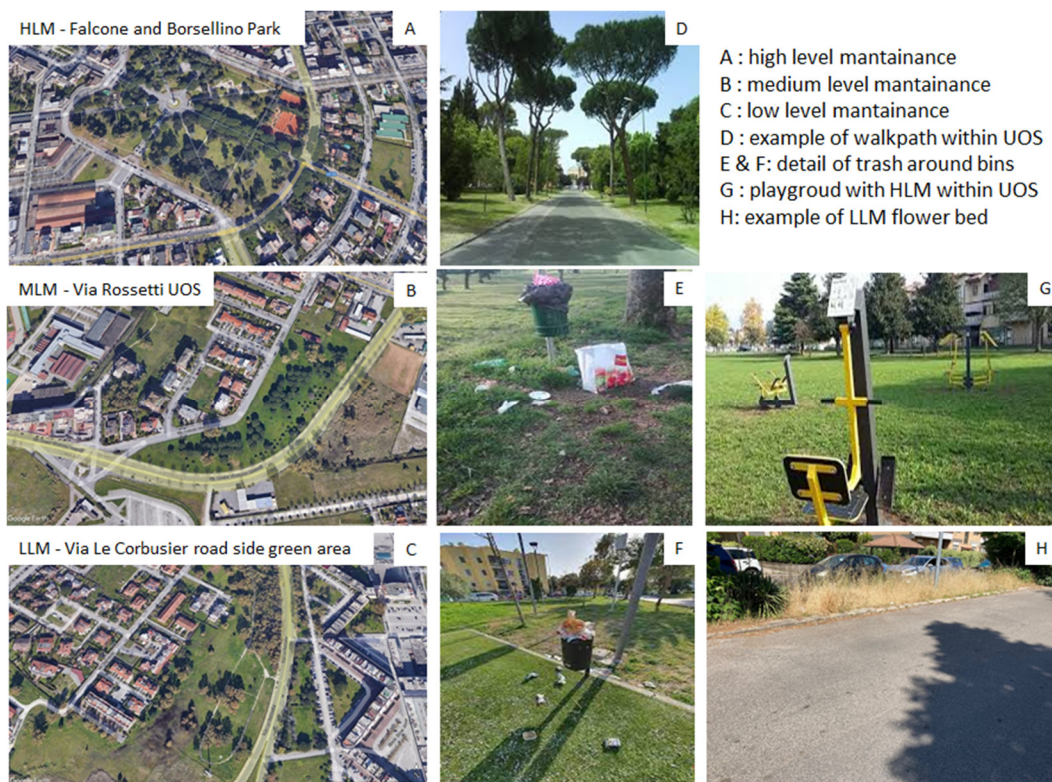 HLM - Falcone and Borsellino Park
A
D
A : high level mantainance
B : medium level mantainance
C : low level mantainance
D : example of walkpath within UOS
E & F: detail of trash around bins
G : playgroud with HLM within UOS
H: example of LLM flower bed
MLM - Via Rossetti UOS
B
E
G
Google Earth
LLM - Via Le Corbusier road side green area
C
F
H